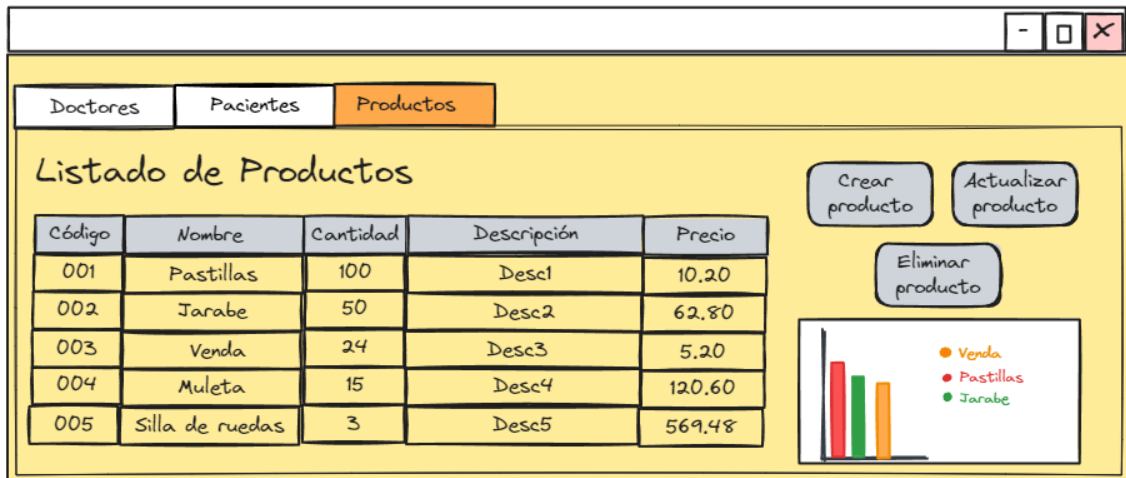 -
Doctores Pacientes Productos
Listado de Productos
Crear
producto
Actualizar
producto
Eliminar
producto
Código Nombre Cantidad Descripción Precio
001 Pastillas 100 Desc1 10.20
002 Jarabe 50 Desc2 62.80
003 Venda 24 Desc3 5.20
004 Muleta 15 Desc4 120.60
005 Silla de ruedas 3 Desc5 569.48
Venda
Pastillas
Jarabe